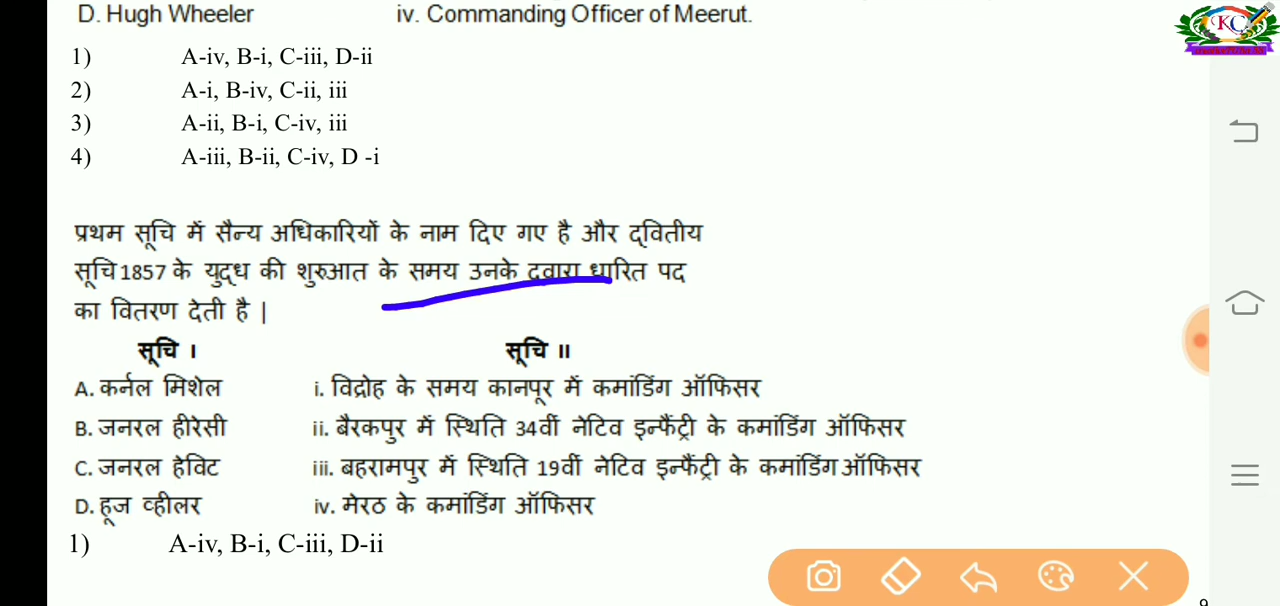 D. Hugh Wheeler iv. Commanding Officer of Meerut.
1) A-iv, B-i, C-iii, D-ii
2) A-i, B-iv, C-ii, iii
3) A-ii, B-i, C-iv, iii
4) A-iii, B-ii, C-iv, D -i
प्रथम सूचि में सैन्य अधिकारियों के नाम दिए गए है और द्वितीय
सूचि 1857 के युद्ध की शुरुआत के समय उनके द्वारा धारित पद
का वितरण देती है |
सूचि I सूचि II
A. कर्नल मिशेल i. विद्रोह के समय कानपूर में कमांडिंग ऑफिसर
B. जनरल हीरेसी ii. बैरकपुर में स्थिति 34वीं नेटिव इन्फैंट्री के कमांडिंग ऑफिसर
C. जनरल हेविट iii. बहरामपुर में स्थिति 19वीं नेटिव इन्फैंट्री के कमांडिंग ऑफिसर
D. हूज व्हीलर iv. मेरठ के कमांडिंग ऑफिसर
1) A-iv, B-i, C-iii, D-ii
KC